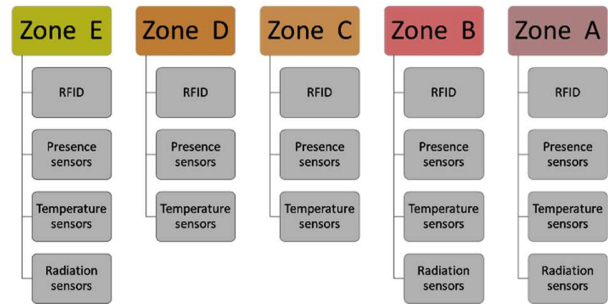 Zone E
Zone D
Zone C
Zone B
Zone A
RFID
RFID
RFID
RFID
RFID
Presence
sensors
Presence
sensors
Presence
sensors
Presence
sensors
Presence
sensors
Temperature
sensors
Temperature
sensors
Temperature
sensors
Temperature
sensors
Temperature
sensors
Radiation
sensors
Radiation
sensors
Radiation
sensors